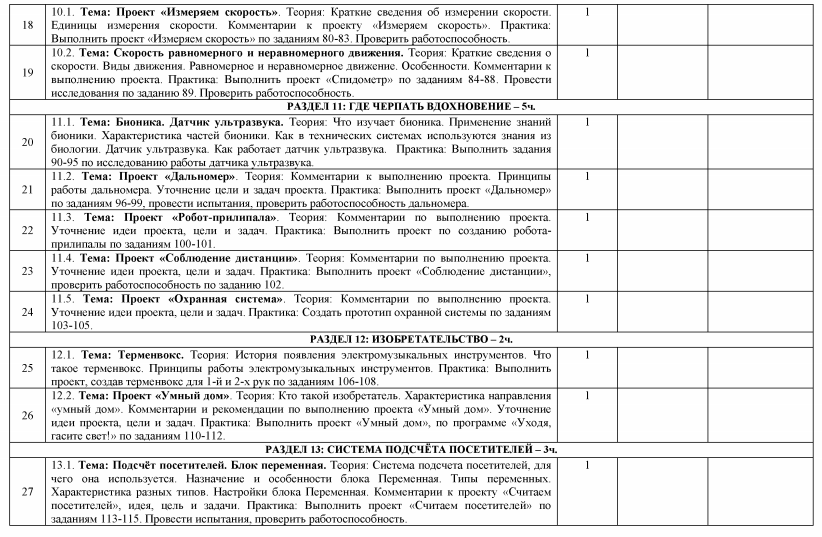 18
10.1. Тема: Проект «Измеряем скорость». Теория: Краткие сведения об измерении скорости.
Единицы измерения скорости. Комментарии к проекту «Измеряем скорость». Практика:
Выполнить проект «Измеряем скорость» по заданиям 80-83. Проверить работоспособность.
1
19
10.2. Тема: Скорость равномерного и неравномерного движения. Теория: Краткие сведения о
скорости. Виды движения. Равномерное и неравномерное движение. Особенности. Комментарии к
выполнению проекта. Практика: Выполнить проект «Спидометр» по заданиям 84-88. Провести
исследования по заданию 89. Проверить работоспособность.
1
РАЗДЕЛ 11: ГДЕ ЧЕРПАТЬ ВДОХНОВЕНИЕ – 5ч.
20
11.1. Тема: Бионика. Датчик ультразвука. Теория: Что изучает бионика. Применение знаний
бионики. Характеристика частей бионики. Как в технических системах используются знания из
биологии. Датчик ультразвука. Как работает датчик ультразвука. Практика: Выполнить задания
90-95 по исследованию работы датчика ультразвука.
1
21
11.2. Тема: Проект «Дальномер». Теория: Комментарии к выполнению проекта. Принципы
работы дальномера. Уточнение цели и задач проекта. Практика: Выполнить проект «Дальномер»
по заданиям 96-99, провести испытания, проверить работоспособность дальномера.
1
22
11.3. Тема: Проект «Робот-прилипала». Теория: Комментарии по выполнению проекта.
Уточнение идеи проекта, цели и задач. Практика: Выполнить проект по созданию робота-
прилипалы по заданиям 100-101.
1
23
11.4. Тема: Проект «Соблюдение дистанции». Теория: Комментарии по выполнению проекта.
Уточнение идеи проекта, цели и задач. Практика: Выполнить проект «Соблюдение дистанции»,
проверить работоспособность по заданию 102.
1
24
11.5. Тема: Проект «Охранная система». Теория: Комментарии по выполнению проекта.
Уточнение идеи проекта, цели и задач. Практика: Создать прототип охранной системы по заданиям
103-105.
1
РАЗДЕЛ 12: ИЗОБРЕТАТЕЛЬСТВО – 2ч.
25
12.1. Тема: Терменвокс. Теория: История появления электромузыкальных инструментов. Что
такое терменвокс. Принципы работы электромузыкальных инструментов. Практика: Выполнить
проект, создав терменвокс для 1-й и 2-х рук по заданиям 106-108.
1
26
12.2. Тема: Проект «Умный дом». Теория: Кто такой изобретатель. Характеристика направления
«умный дом». Комментарии и рекомендации по выполнению проекта «Умный дом». Уточнение
идеи проекта, цели и задач. Практика: Выполнить проект «Умный дом», по программе «Уходя,
гасите свет!» по заданиям 110-112.
1
РАЗДЕЛ 13: СИСТЕМА ПОДСЧЁТА ПОСЕТИТЕЛЕЙ – 3ч.
27
13.1. Тема: Подсчёт посетителей. Блок переменная. Теория: Система подсчета посетителей, для
чего она используется. Назначение и особенности блока Переменная. Типы переменных.
Характеристика разных типов. Настройки блока Переменная. Комментарии к проекту «Считаем
посетителей», идея, цель и задачи. Практика: Выполнить проект «Считаем посетителей» по
заданиям 113-115. Провести испытания, проверить работоспособность.
1